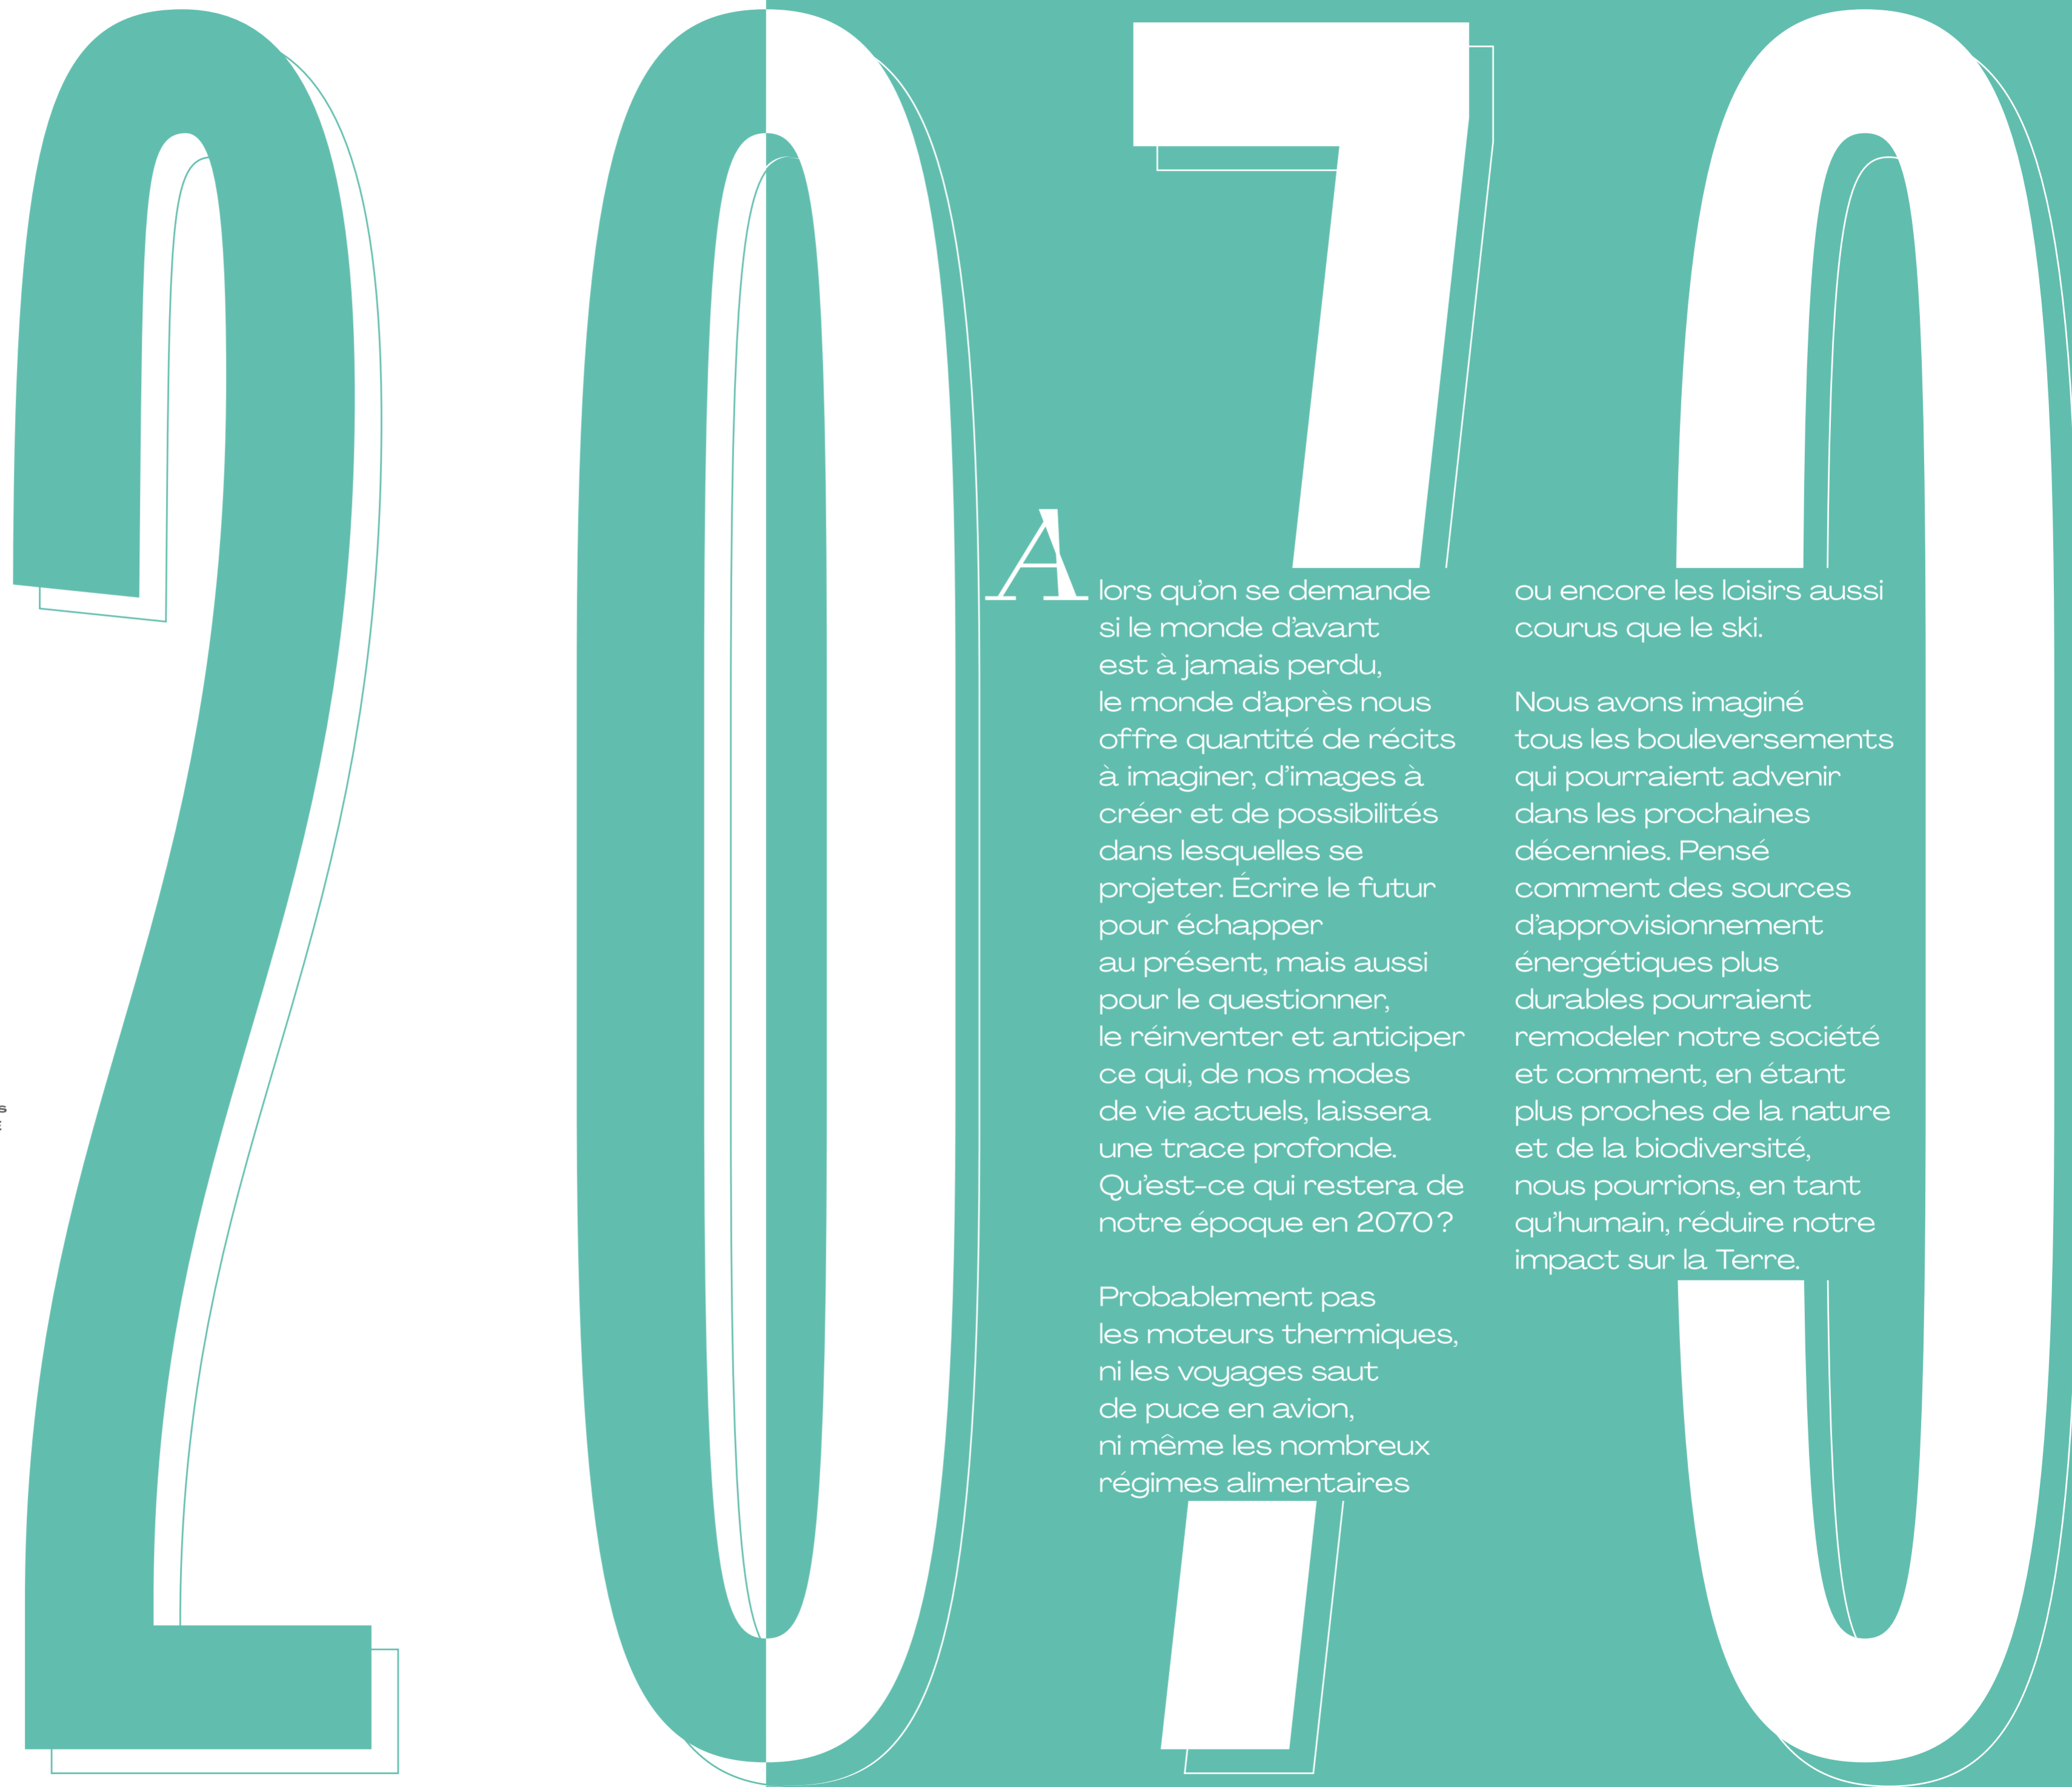 2070
Alors qu’on se demande
si le monde d’avant
est à jamais perdu,
le monde d’après nous
offre quantité de récits
à imaginer, d’images à
créer et de possibilités
dans lesquelles se
projeter. Écrire le futur
pour échapper
au présent, mais aussi
pour le questionner,
le réinventer et anticiper
ce qui, de nos modes
de vie actuels, laissera
une trace profonde.
Qu’est-ce qui restera de
notre époque en 2070 ?
Probablement pas
les moteurs thermiques,
ni les voyages saut
de puce en avion,
ni même les nombreux
régimes alimentaires
ou encore les loisirs aussi
courus que le ski.
Nous avons imaginé
tous les bouleversements
qui pourraient advenir
dans les prochaines
décennies. Pensé
comment des sources
d’approvisionnement
énergétiques plus
durables pourraient
remodeler notre société
et comment, en étant
plus proches de la nature
et de la biodiversité,
nous pourrions, en tant
qu’humain, réduire notre
impact sur la Terre.